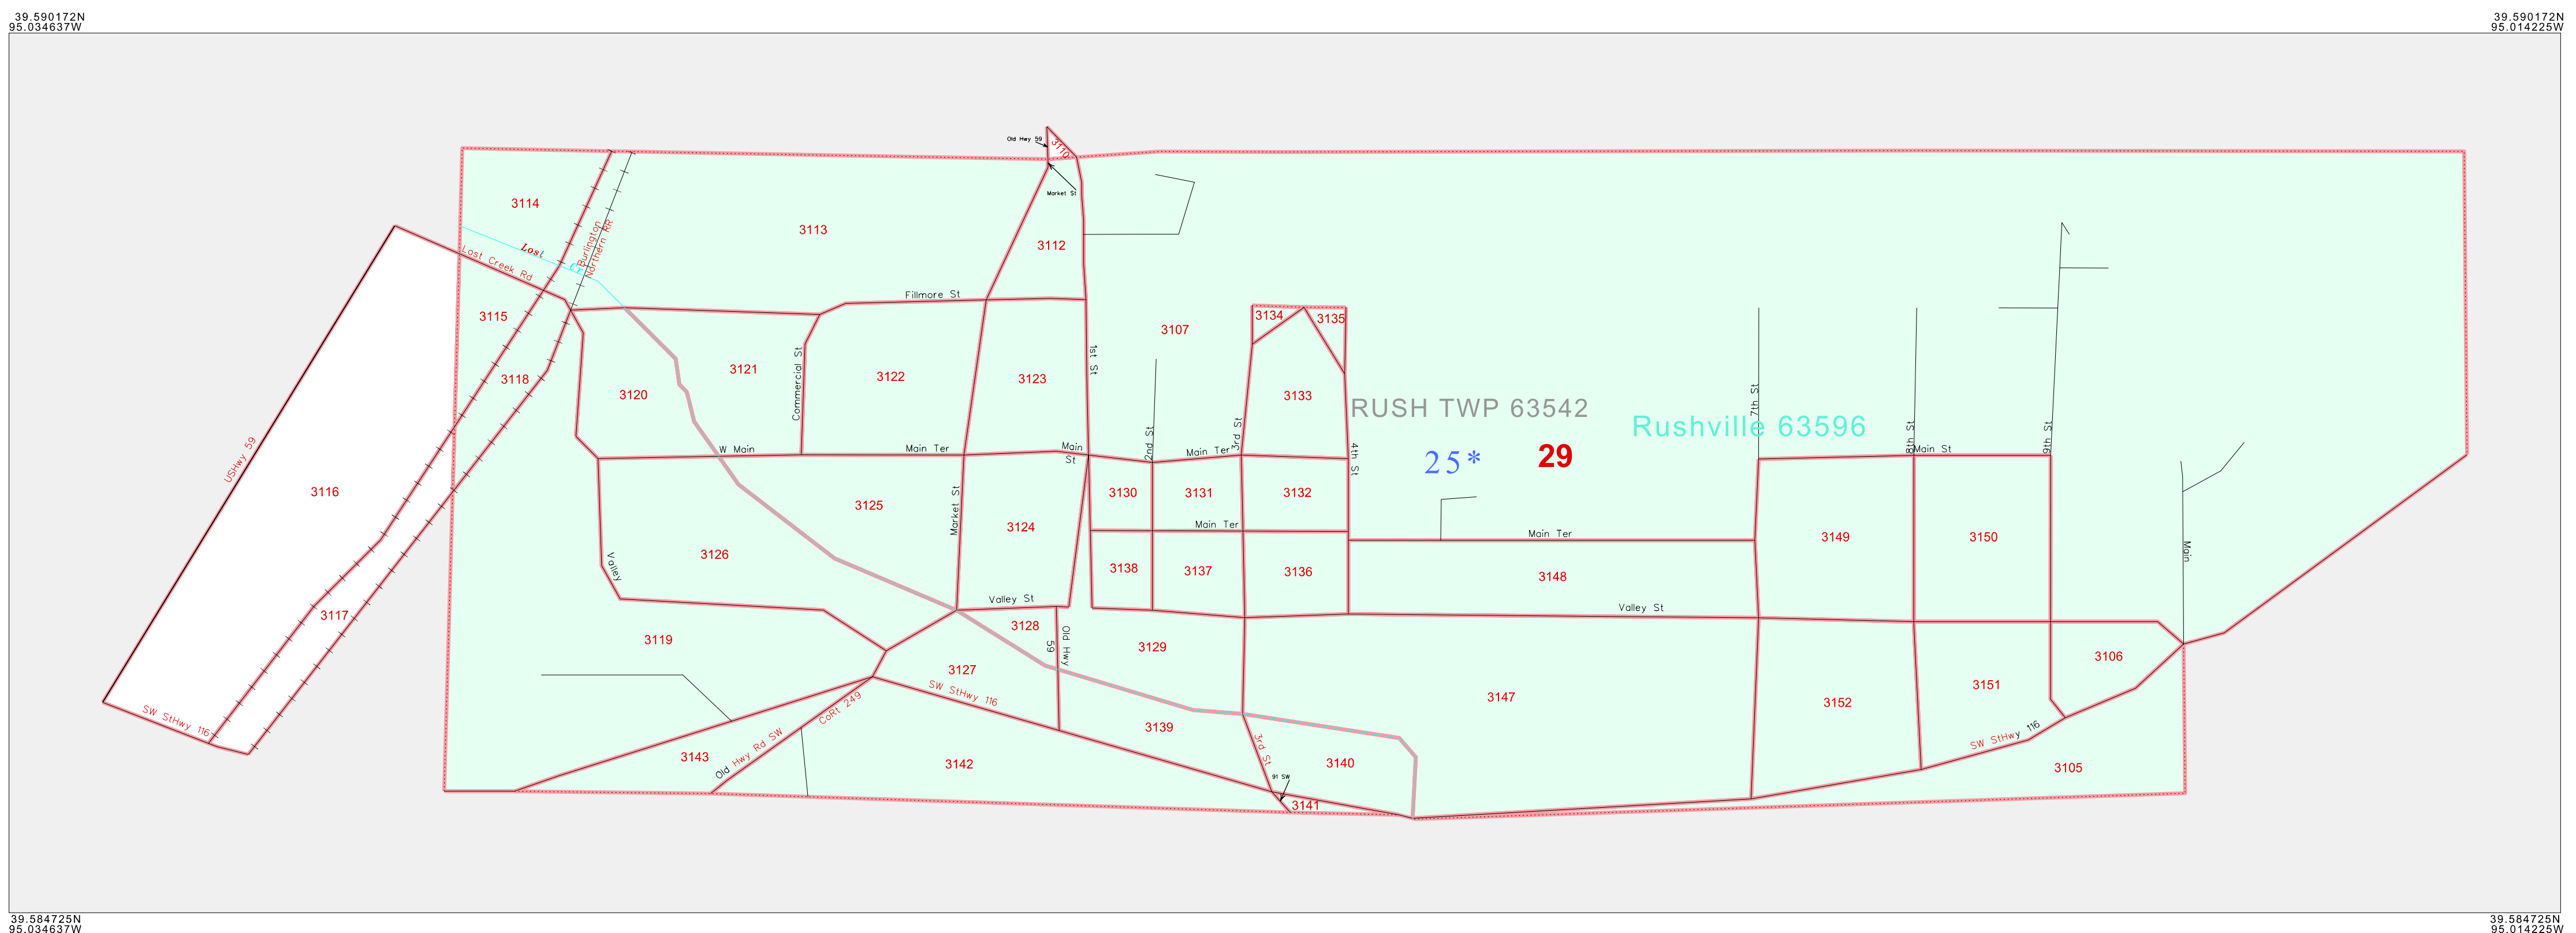 39.590172N
95.034637W
39.590172N
95.014225W
Old Hwy 59
3110
Market St
3114
3113
3112
Burlington
Northern RR
Lost
Cr
Lost Creek Rd
Fillmore St
3115
3107
3134
3135
3118
3120
3121
Commercial St
3122
3123
1st St
3133
RUSH TWP 63542
Rushville 63596
7th St
8th St
9th St
USHwy 59
3116
W Main
Main Ter
Main
St
2nd St
Main Ter
3rd St
4th St
25*
29
Main St
3130
3131
3132
3125
Market St
3124
3126
Valley
Main Ter
Main Ter
3149
3150
Main
3138
3137
3136
3148
3117
Valley St
Valley St
3128
Old Hwy
59
3119
3129
3127
3106
SW StHwy 116
SW StHwy 116
CoRt 249
3147
3151
3152
3139
3rd St
SW StHwy 116
3143
Old Hwy Rd SW
3142
3140
91 SW
3141
3105
39.584725N
95.034637W
39.584725N
95.014225W